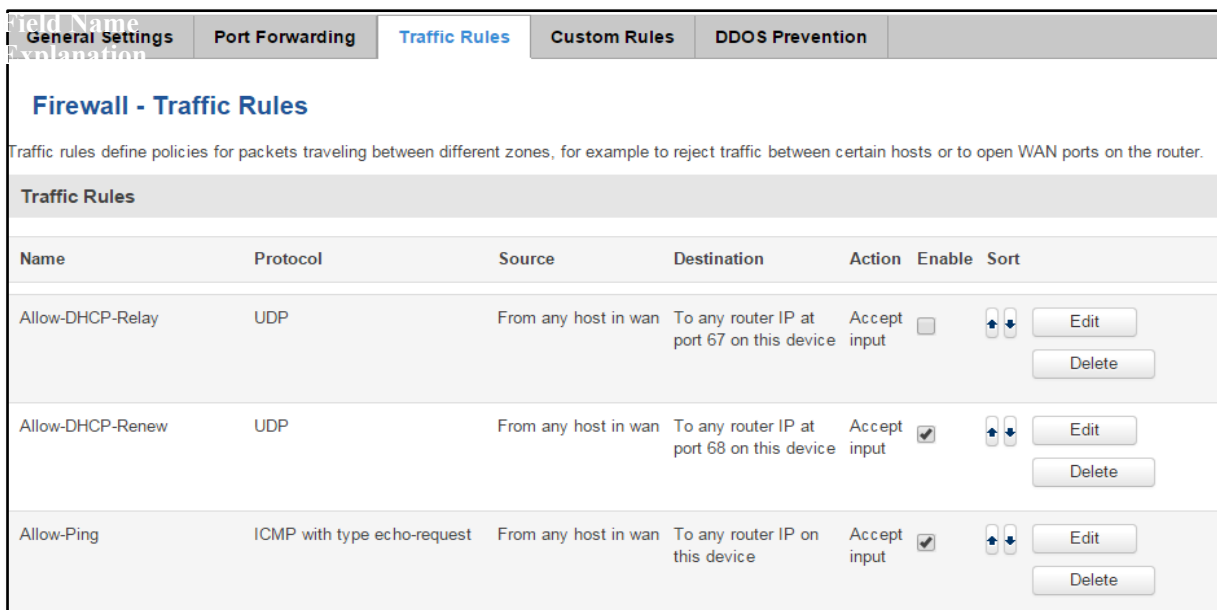 Field Name
Explanation
General Settings Port Forwarding Traffic Rules Custom Rules DDOS Prevention
Firewall - Traffic Rules
Traffic rules define policies for packets traveling between different zones, for example to reject traffic between certain hosts or to open WAN ports on the router.
Traffic Rules
Name Protocol Source Destination Action Enable Sort
Allow-DHCP-Relay UDP From any host in wan To any router IP at Accept Edit
port 67 on this device input
Delete
Allow-DHCP-Renew UDP From any host in wan To any router IP at Accept Edit
port 68 on this device input
Delete
Allow-Ping ICMP with type echo-request From any host in wan To any router IP on Accept Edit
this device input
Delete